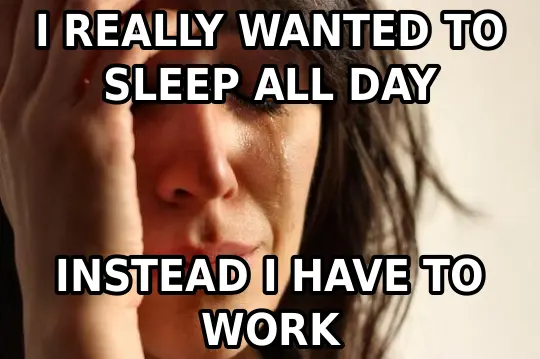 I REALLY WANTED TO
SLEEP ALL DAY
INSTEAD I HAVE TO
WORK